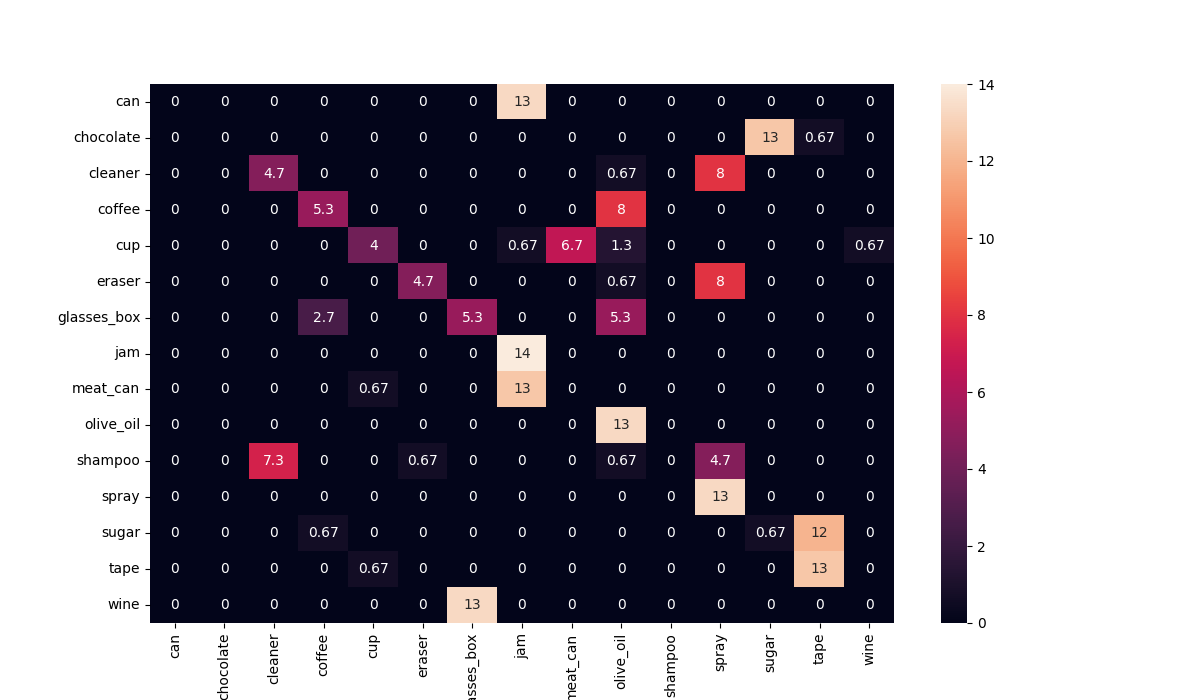 can 0 0 0 0 0 0 0 13 0 0 0 0 0 0 0
chocolate 0 0 0 0 0 0 0 0 0 0 0 0 13 0.67 0
cleaner 0 0 4.7 0 0 0 0 0 0 0.67 0 8 0 0 0
coffee 0 0 0 5.3 0 0 0 0 0 8 0 0 0 0 0
cup 0 0 0 0 4 0 0 0.67 6.7 1.3 0 0 0 0 0.67
eraser 0 0 0 0 0 4.7 0 0 0 0.67 0 8 0 0 0
glasses_box 0 0 0 2.7 0 0 5.3 0 0 5.3 0 0 0 0 0
jam 0 0 0 0 0 0 0 14 0 0 0 0 0 0 0
meat_can 0 0 0 0 0.67 0 0 13 0 0 0 0 0 0 0
olive_oil 0 0 0 0 0 0 0 0 0 13 0 0 0 0 0
shampoo 0 0 7.3 0 0 0.67 0 0 0 0.67 0 4.7 0 0 0
spray 0 0 0 0 0 0 0 0 0 0 0 13 0 0 0
sugar 0 0 0 0.67 0 0 0 0 0 0 0 0 0.67 12 0
tape 0 0 0 0 0.67 0 0 0 0 0 0 0 0 13 0
wine 0 0 0 0 0 0 13 0 0 0 0 0 0 0 0
can chocolate cleaner coffee cup eraser asses_box jam meat_can olive_oil shampoo spray sugar tape wine
14
12
10
8
6
4
2
0